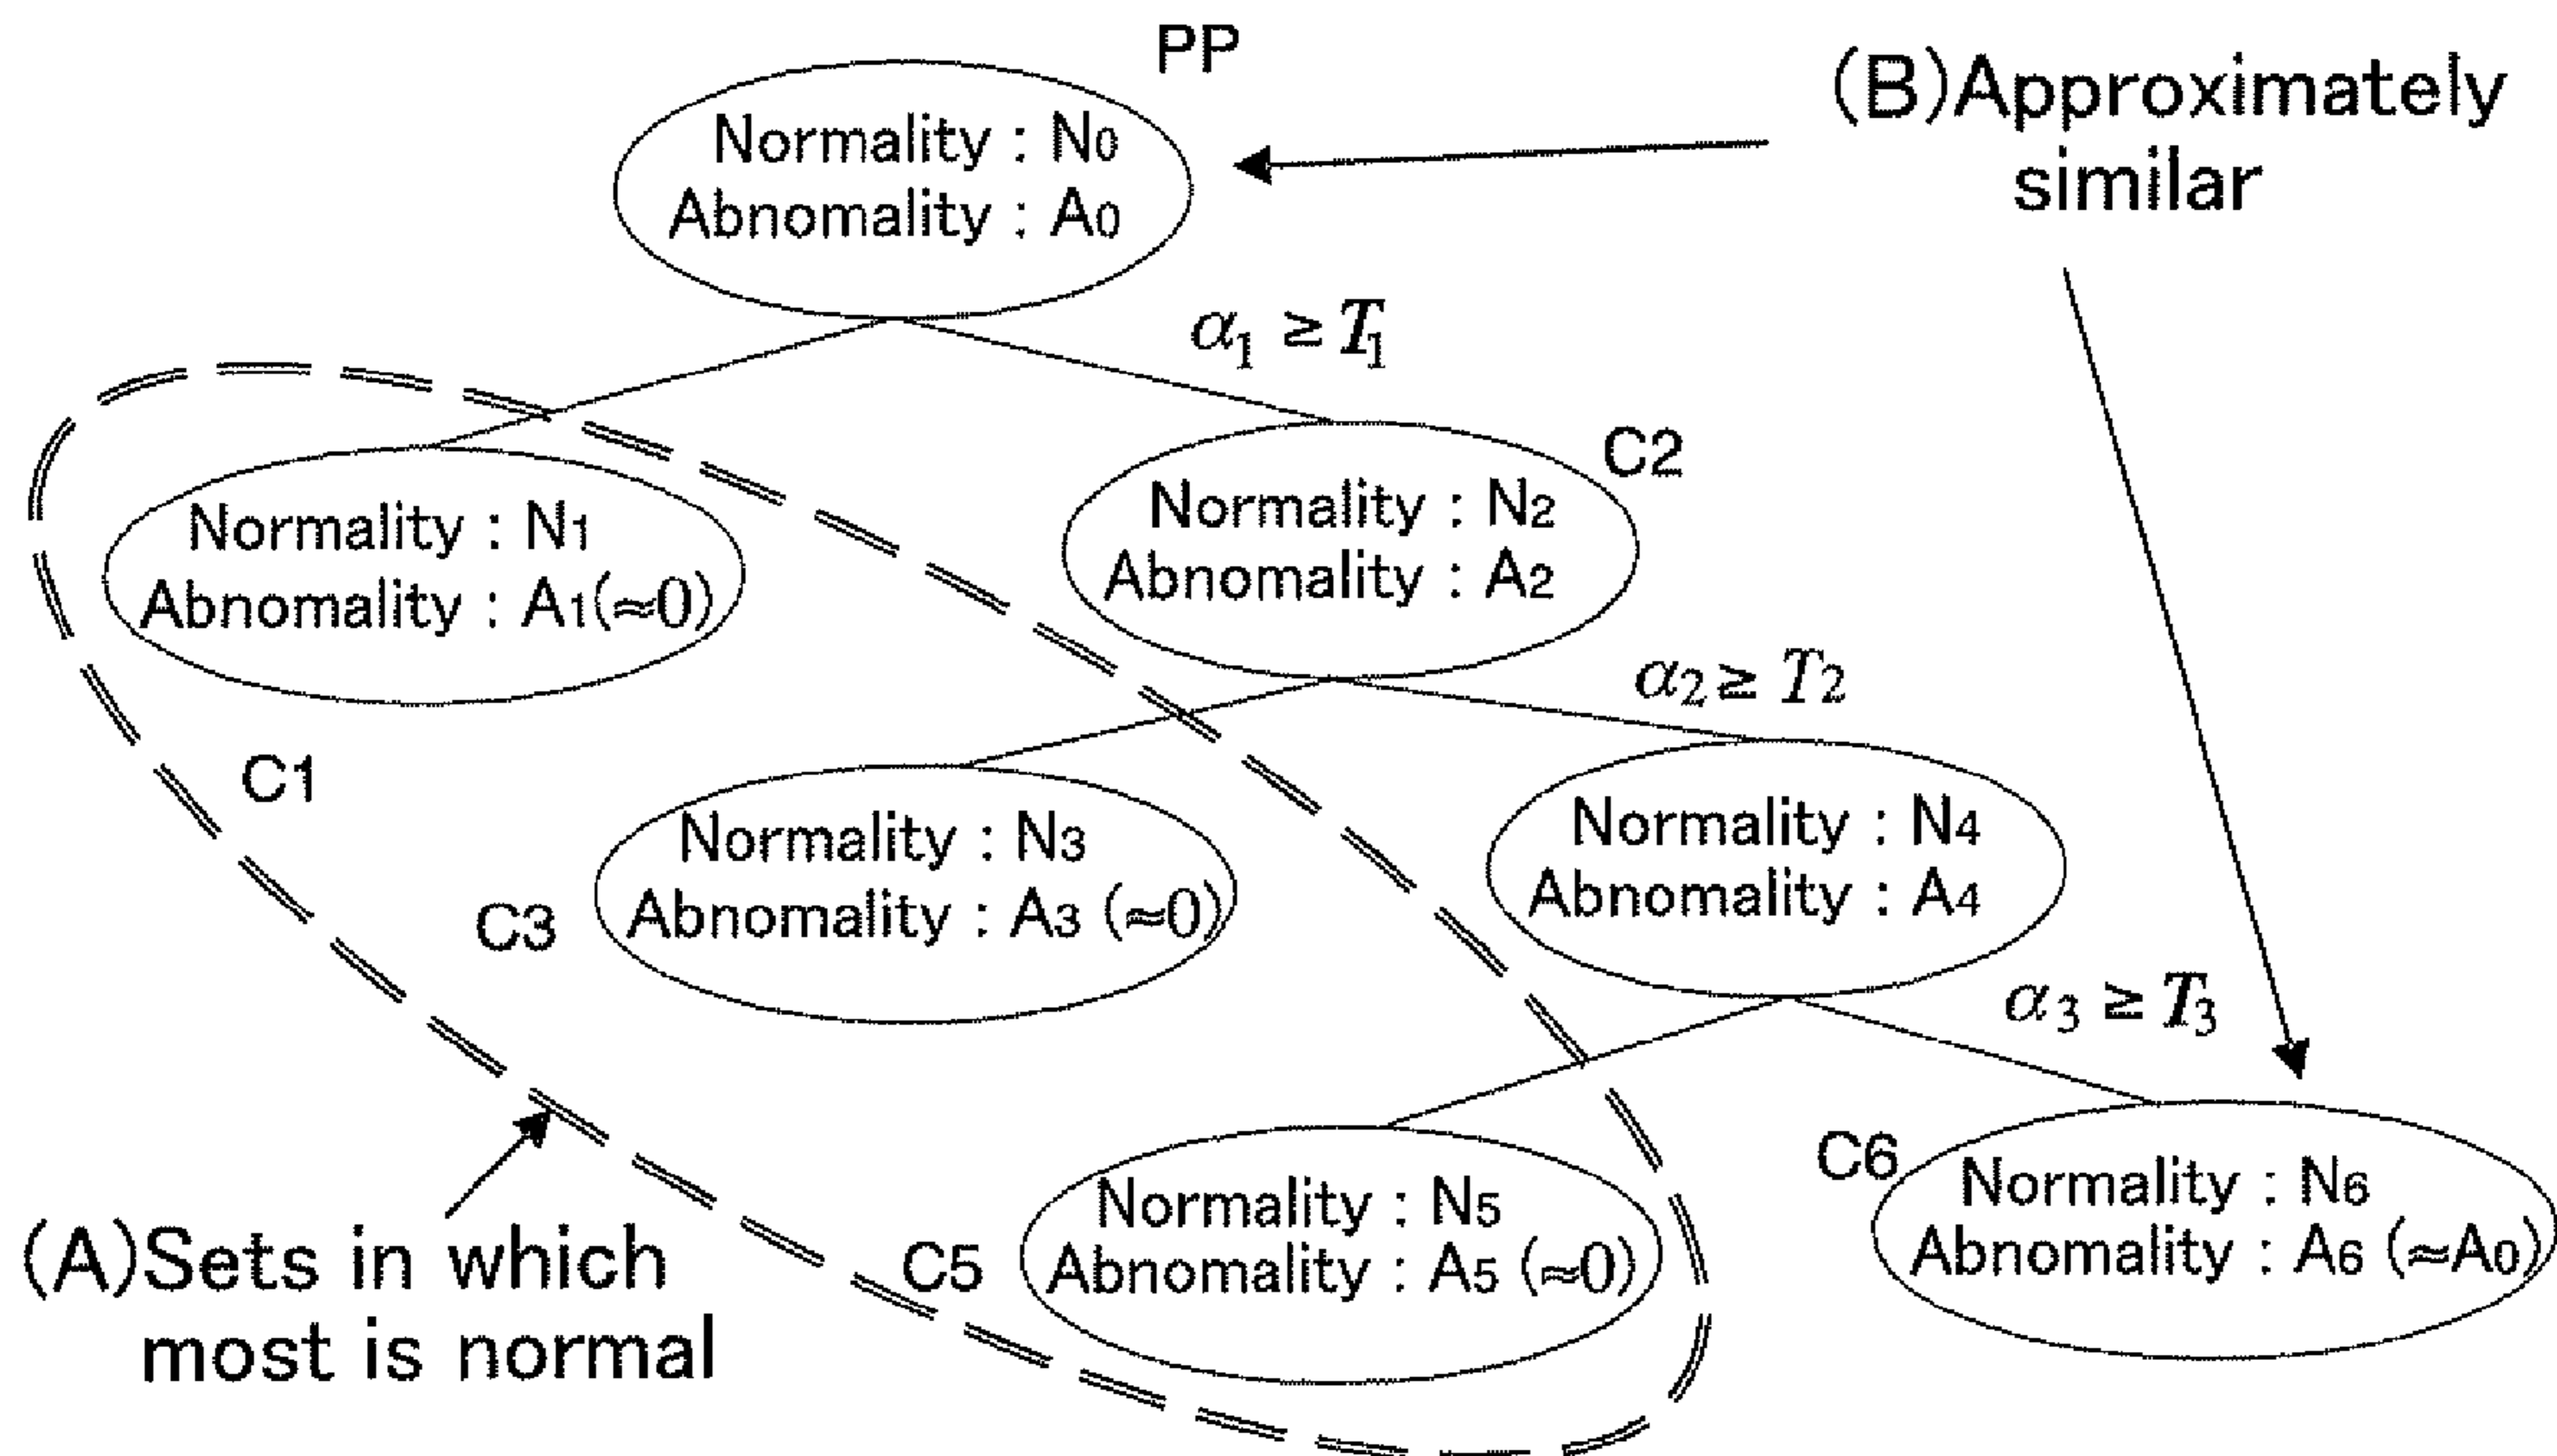 PP
Normality : N0
Abnomality : A0
(B)Approximately
similar
α1 ≥ T1
C2
Normality : N1
Abnomality : A1(≈0)
Normality : N2
Abnomality : A2
α2 ≥ T2
C1
Normality : N3
Abnomality : A3 (≈0)
C3
Normality : N4
Abnomality : A4
α3 ≥ T3
C6
Normality : N5
Abnomality : A5 (≈0)
C5
Normality : N6
Abnomality : A6 (≈A0)
(A)Sets in which
most is normal